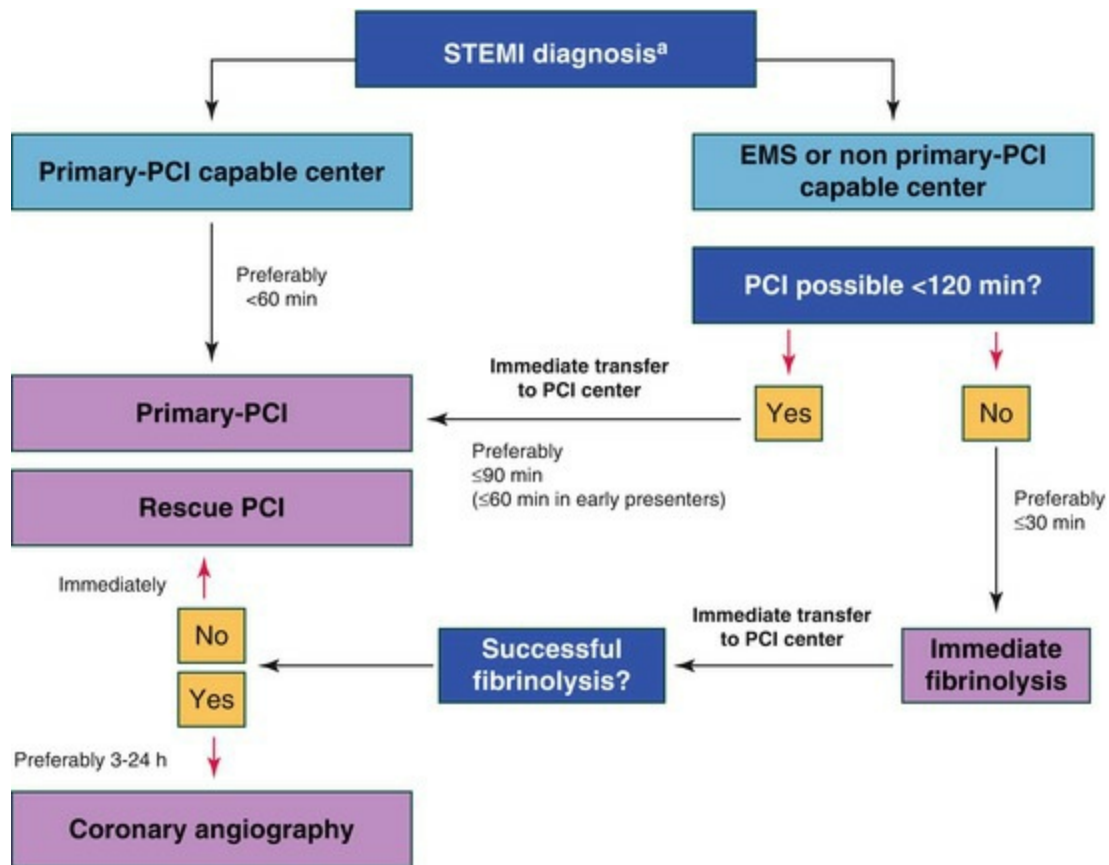 STEMI diagnosisᵃ
Primary-PCI capable center
EMS or non primary-PCI
capable center
Preferably
<60 min
PCI possible <120 min?
Immediate transfer
to PCI center
Yes
No
Primary-PCI
Preferably
≤90 min
(≤60 min in early presenters)
Preferably
≤30 min
Rescue PCI
Immediately
No
Yes
Successful
fibrinolysis?
Immediate transfer
to PCI center
Immediate
fibrinolysis
Preferably 3-24 h
Coronary angiography